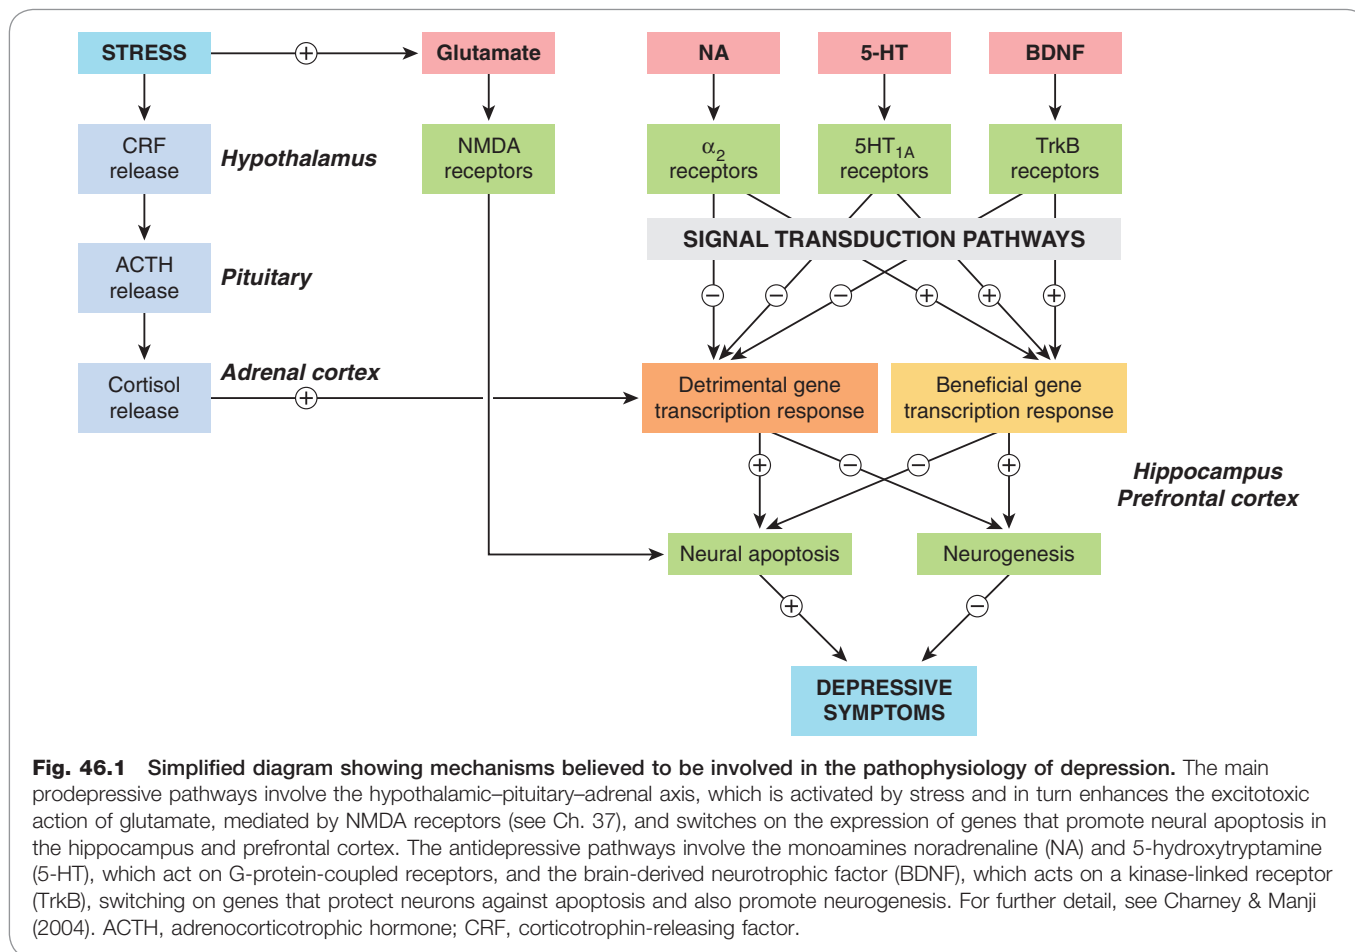 STRESS
Glutamate
NA
5-HT
BDNF
CRF
release
Hypothalamus
NMDA
receptors
α2
receptors
5HT1A
receptors
TrkB
receptors
SIGNAL TRANSDUCTION PATHWAYS
ACTH
release
Pituitary
+
−
−
−
+
+
+
Cortisol
release
Adrenal cortex
+
Detrimental gene
transcription response
Beneficial gene
transcription response
+
−
−
+
Hippocampus
Prefrontal cortex
Neural apoptosis
Neurogenesis
+
−
DEPRESSIVE
SYMPTOMS
Fig. 46.1 Simplified diagram showing mechanisms believed to be involved in the pathophysiology of depression. The main
prodepressive pathways involve the hypothalamic–pituitary–adrenal axis, which is activated by stress and in turn enhances the excitotoxic
action of glutamate, mediated by NMDA receptors (see Ch. 37), and switches on the expression of genes that promote neural apoptosis in
the hippocampus and prefrontal cortex. The antidepressive pathways involve the monoamines noradrenaline (NA) and 5-hydroxytryptamine
(5-HT), which act on G-protein-coupled receptors, and the brain-derived neurotrophic factor (BDNF), which acts on a kinase-linked receptor
(TrkB), switching on genes that protect neurons against apoptosis and also promote neurogenesis. For further detail, see Charney & Manji
(2004). ACTH, adrenocorticotrophic hormone; CRF, corticotrophin-releasing factor.